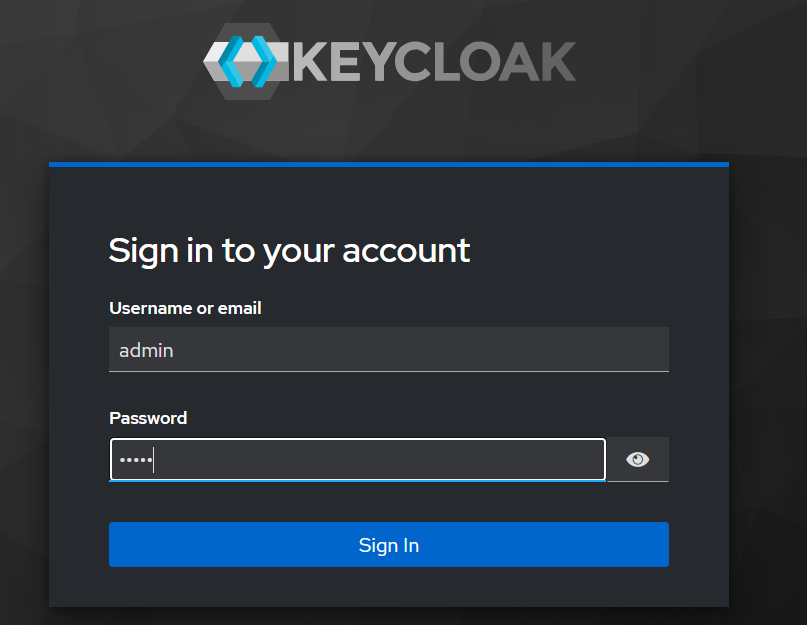 KEYCLOAK
Sign in to your account
Username or email
admin
Password
•••••
Sign In